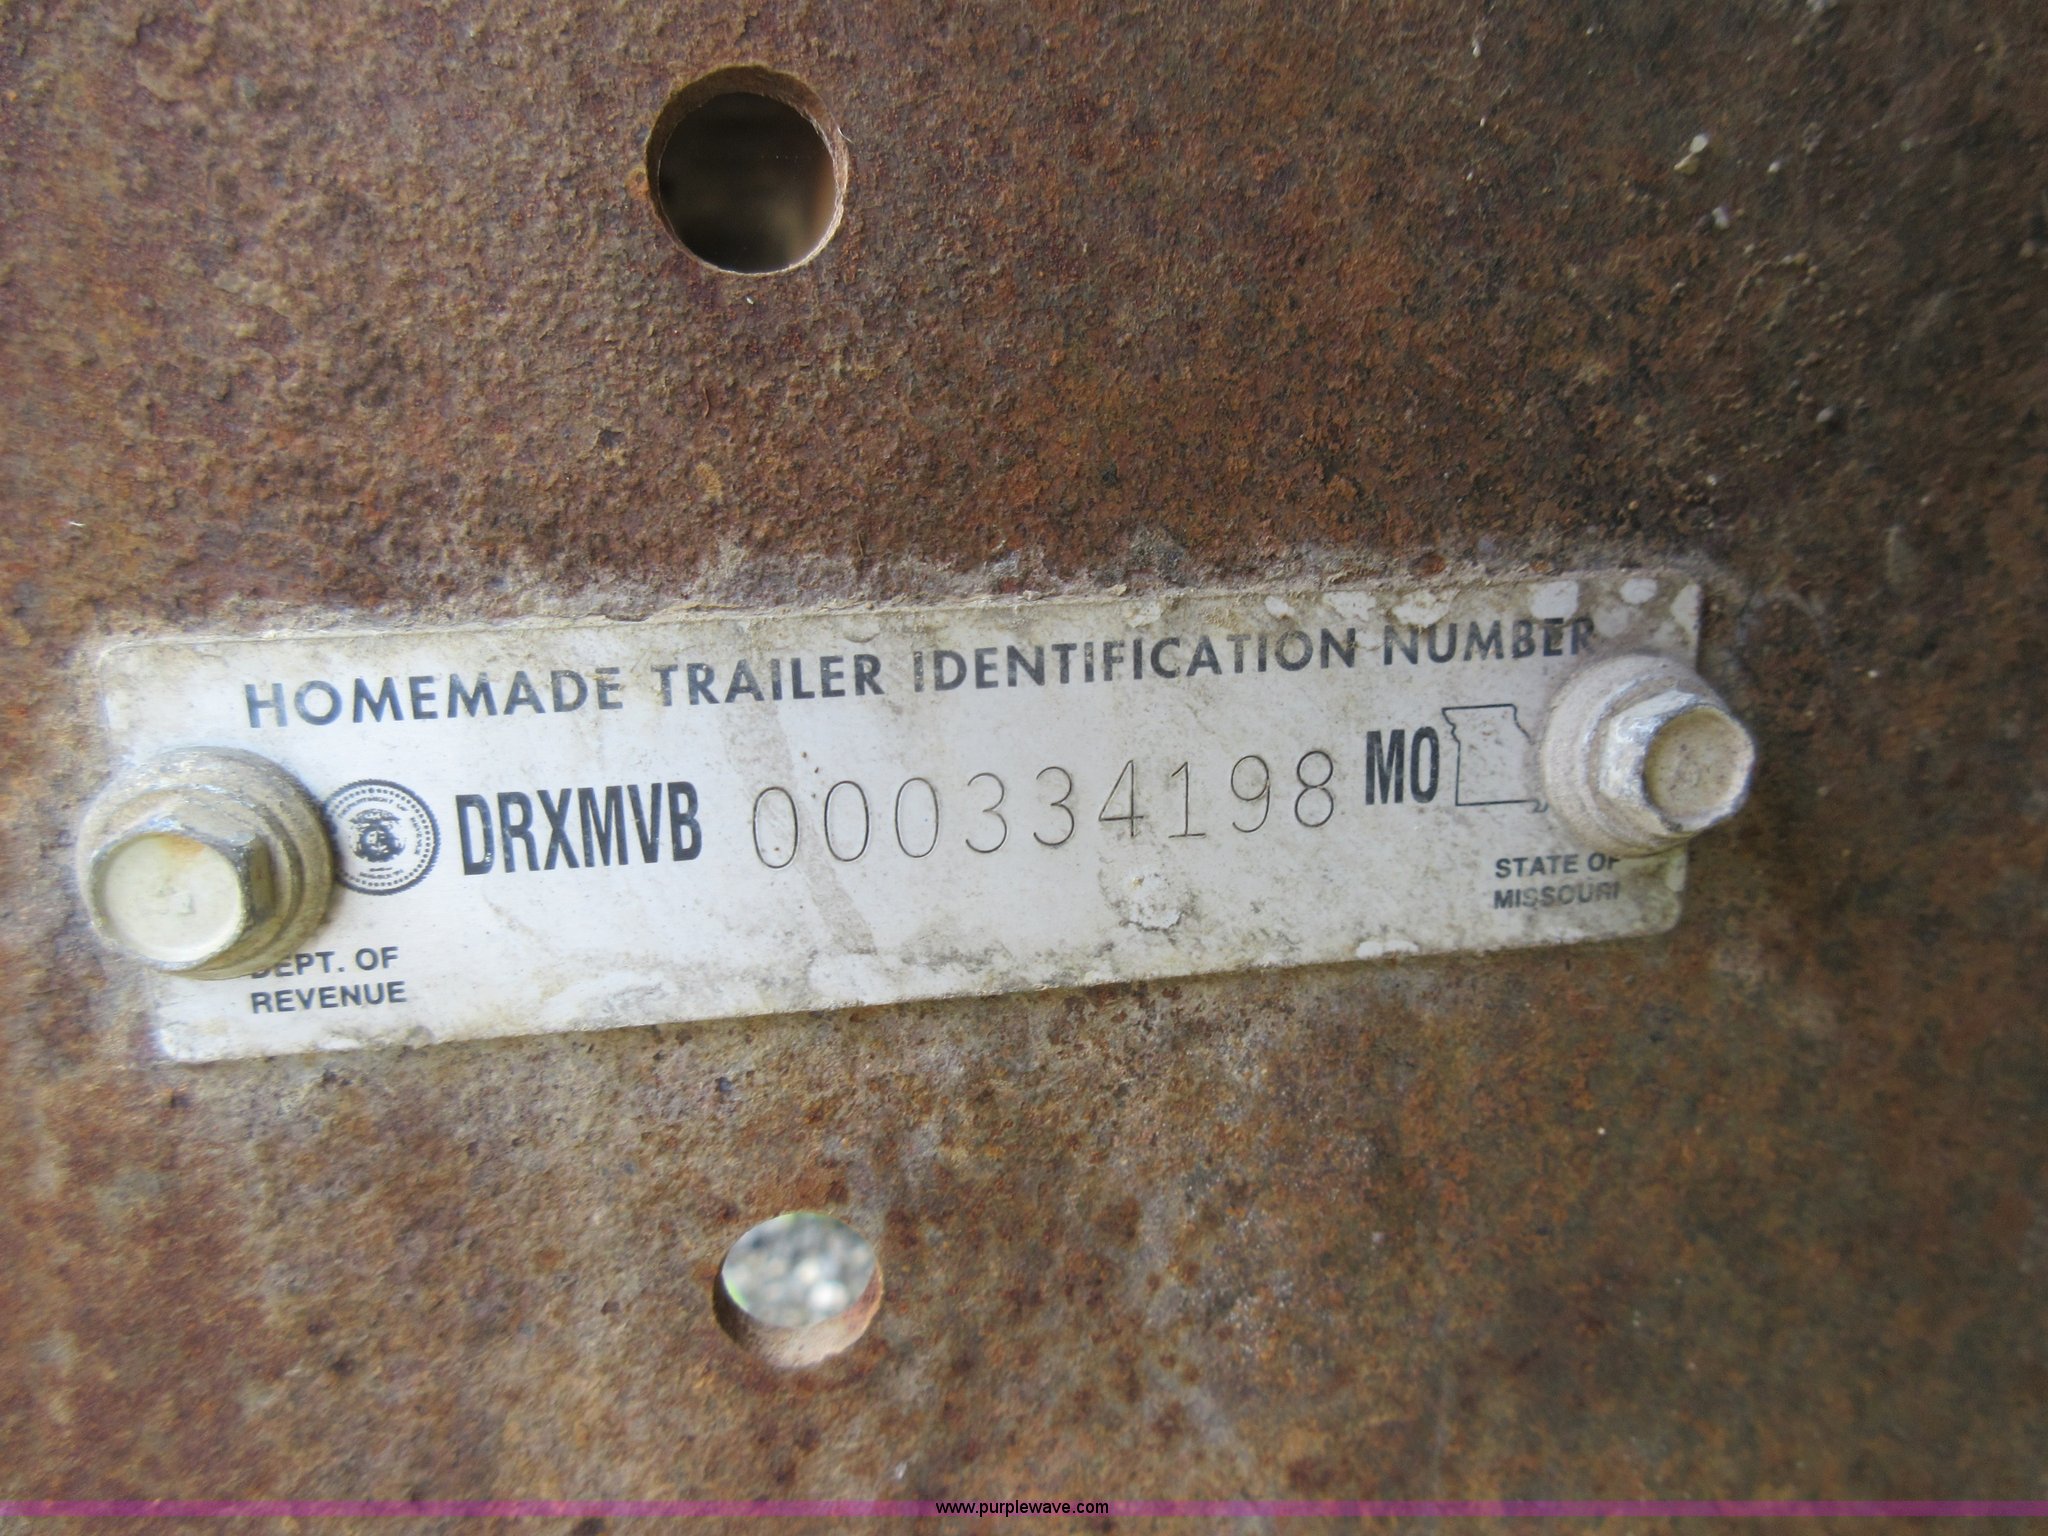 HOMEMADE TRAILER IDENTIFICATION NUMBER
DRXMVB 000334198 MO
STATE OF
MISSOURI
DEPT. OF
REVENUE
www.purplewave.com